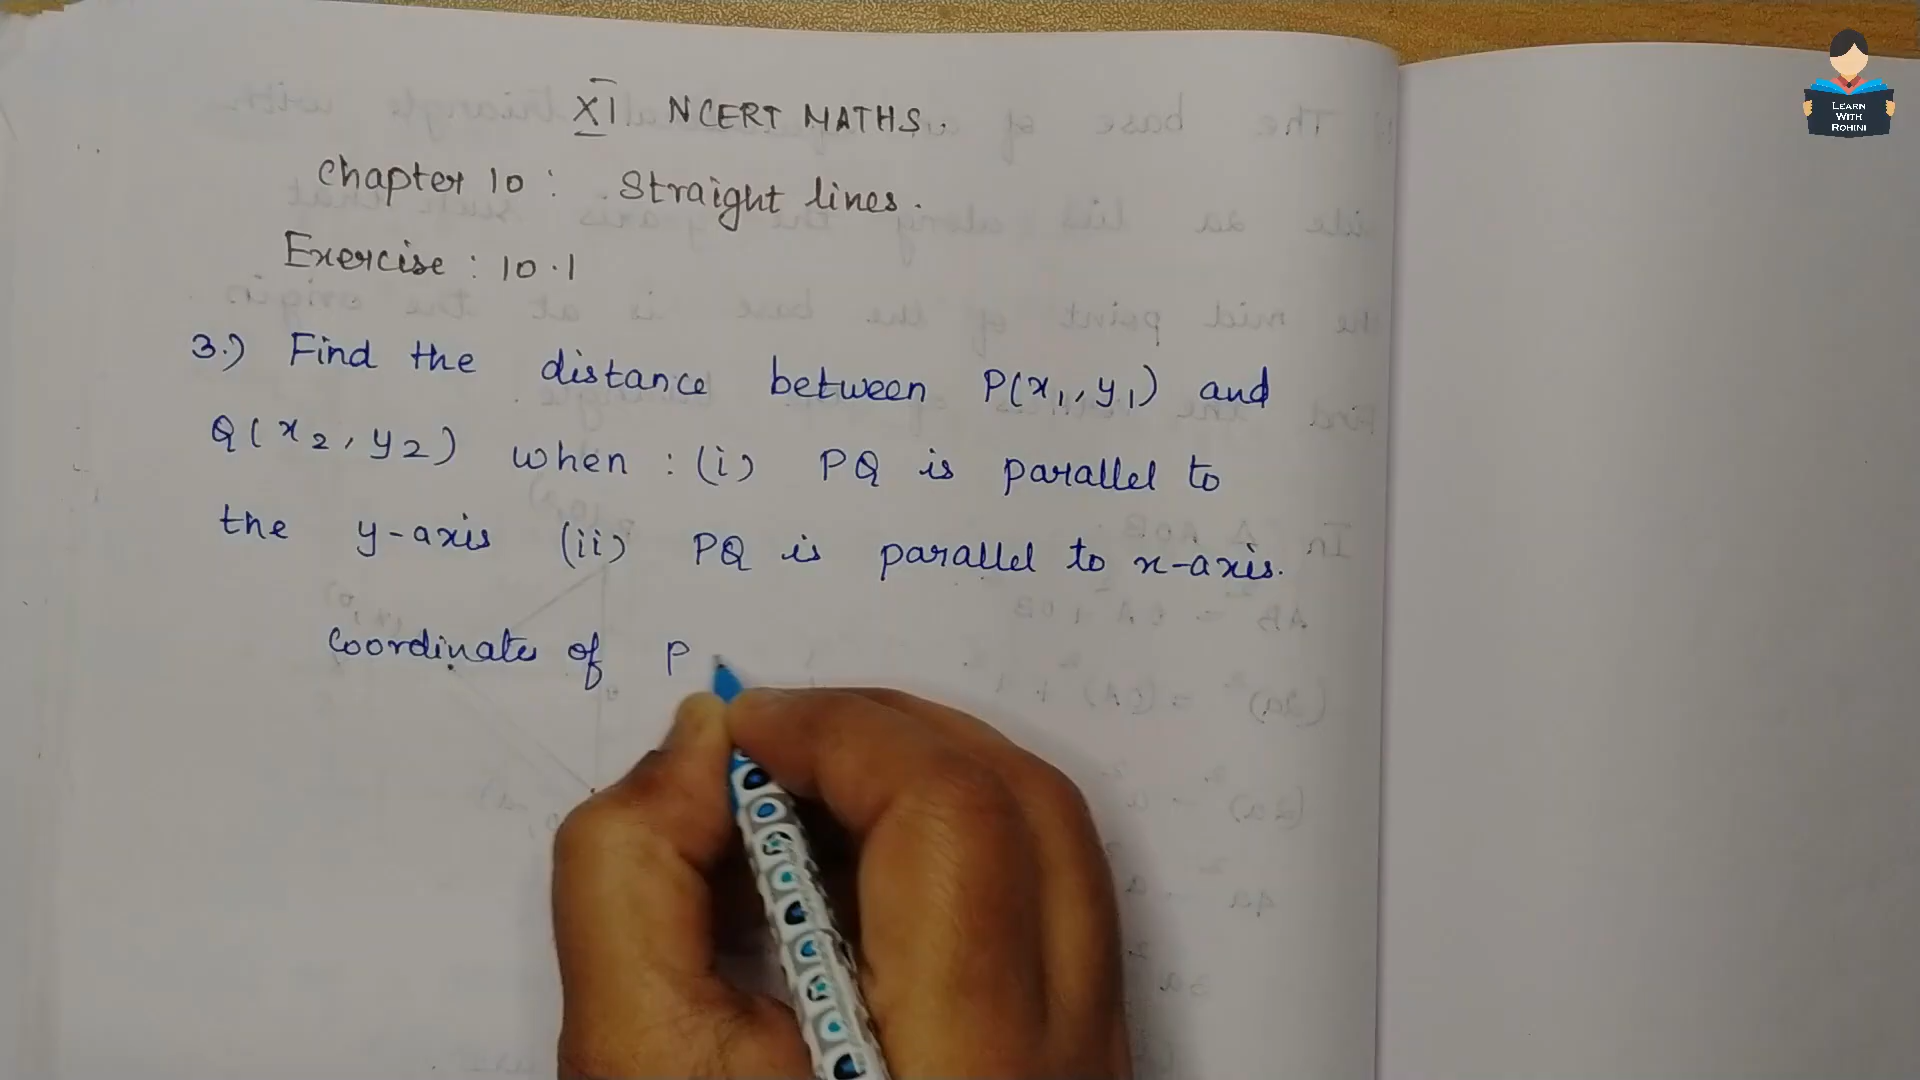 XI NCERT MATHS.
Chapter 10 : Straight lines.
Exercise : 10.1
3.) Find the distance between P(x₁, y₁) and
Q(x₂, y₂) when : (i) PQ is parallel to
the y-axis (ii) PQ is parallel to x-axis.
Coordinates of P
LEARN
WITH
ROHINI